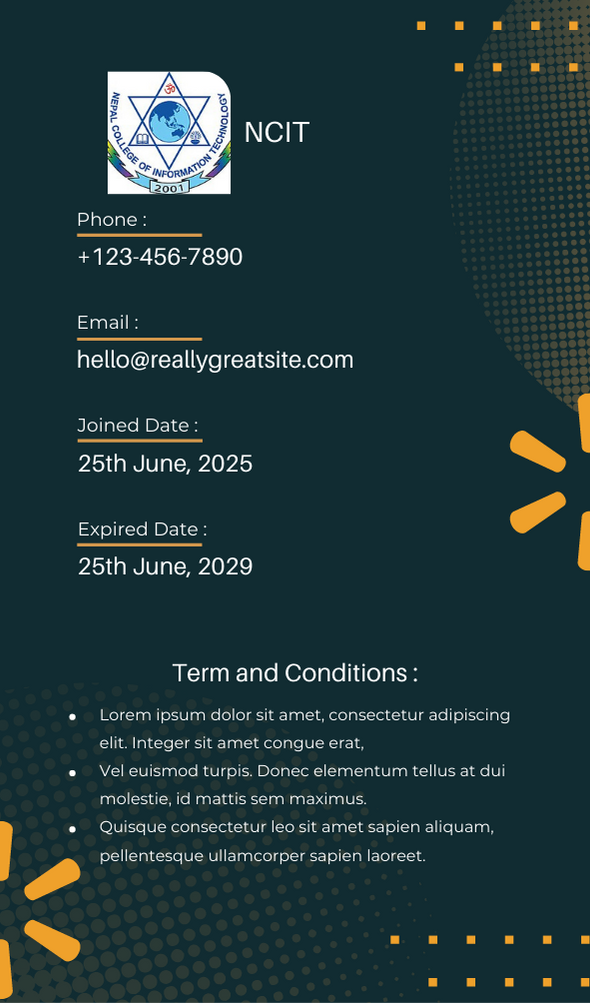 NEPAL COLLEGE OF INFORMATION TECHNOLOGY
ॐ
2001
NCIT
Phone :
+123-456-7890
Email :
hello@reallygreatsite.com
Joined Date :
25th June, 2025
Expired Date :
25th June, 2029
Term and Conditions :
Lorem ipsum dolor sit amet, consectetur adipiscing
elit. Integer sit amet congue erat,
Vel euismod turpis. Donec elementum tellus at dui
molestie, id mattis sem maximus.
Quisque consectetur leo sit amet sapien aliquam,
pellentesque ullamcorper sapien laoreet.